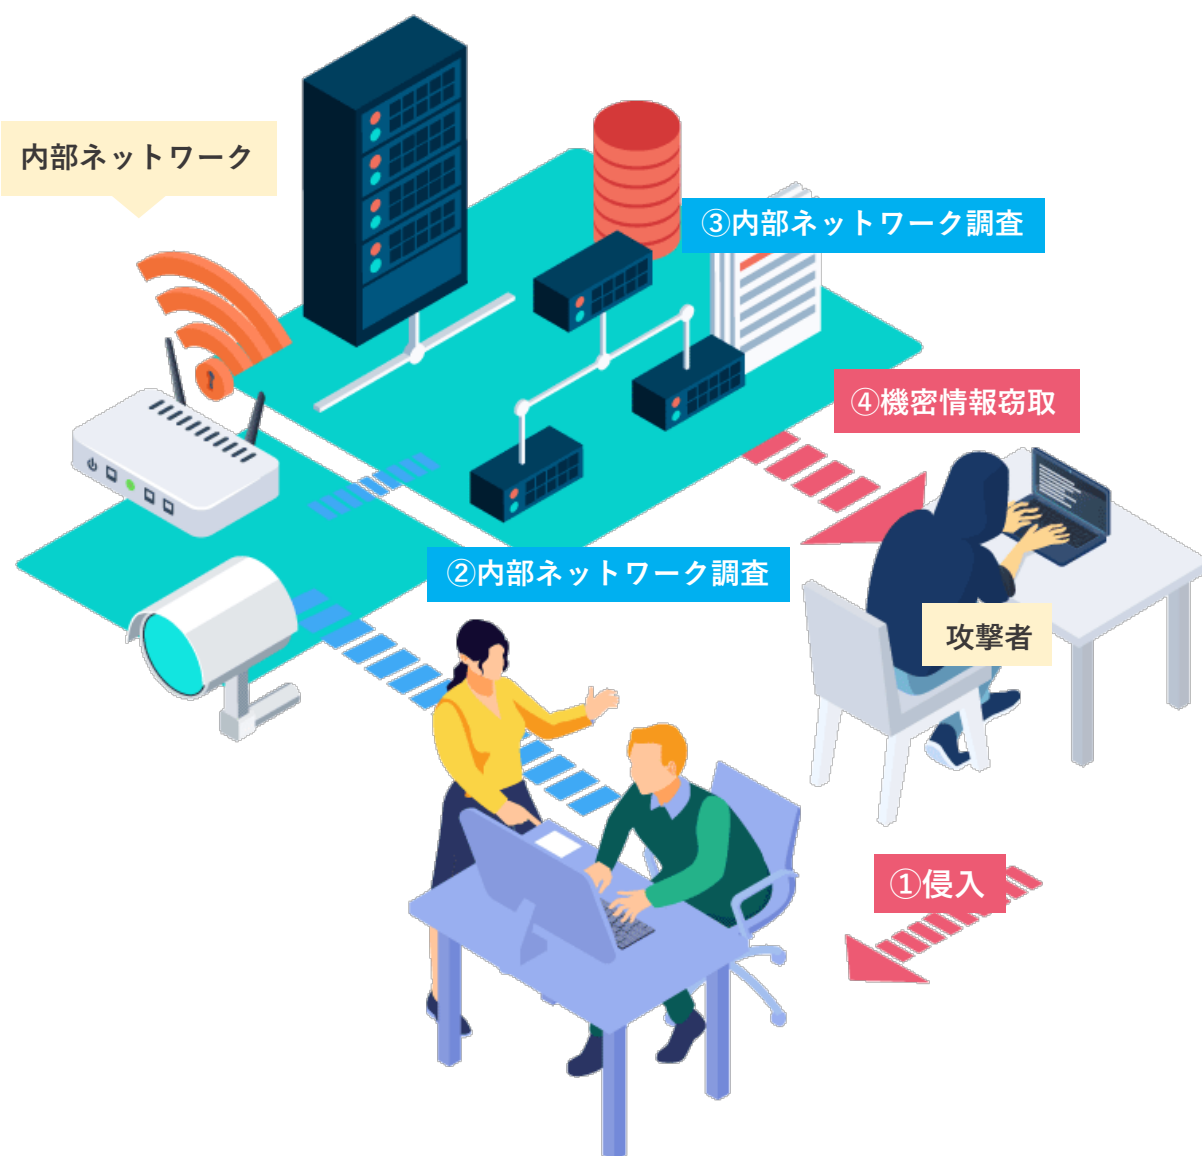 内部ネットワーク
③内部ネットワーク調査
④機密情報窃取
②内部ネットワーク調査
攻撃者
①侵入